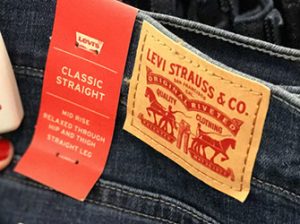 LEVI'S
CLASSIC
STRAIGHT
MID RISE
RELAXED THROUGH
HIP AND THIGH
STRAIGHT LEG
LEVI STRAUSS & CO.
ORIGINAL RIVETED
QUALITY
CLOTHING